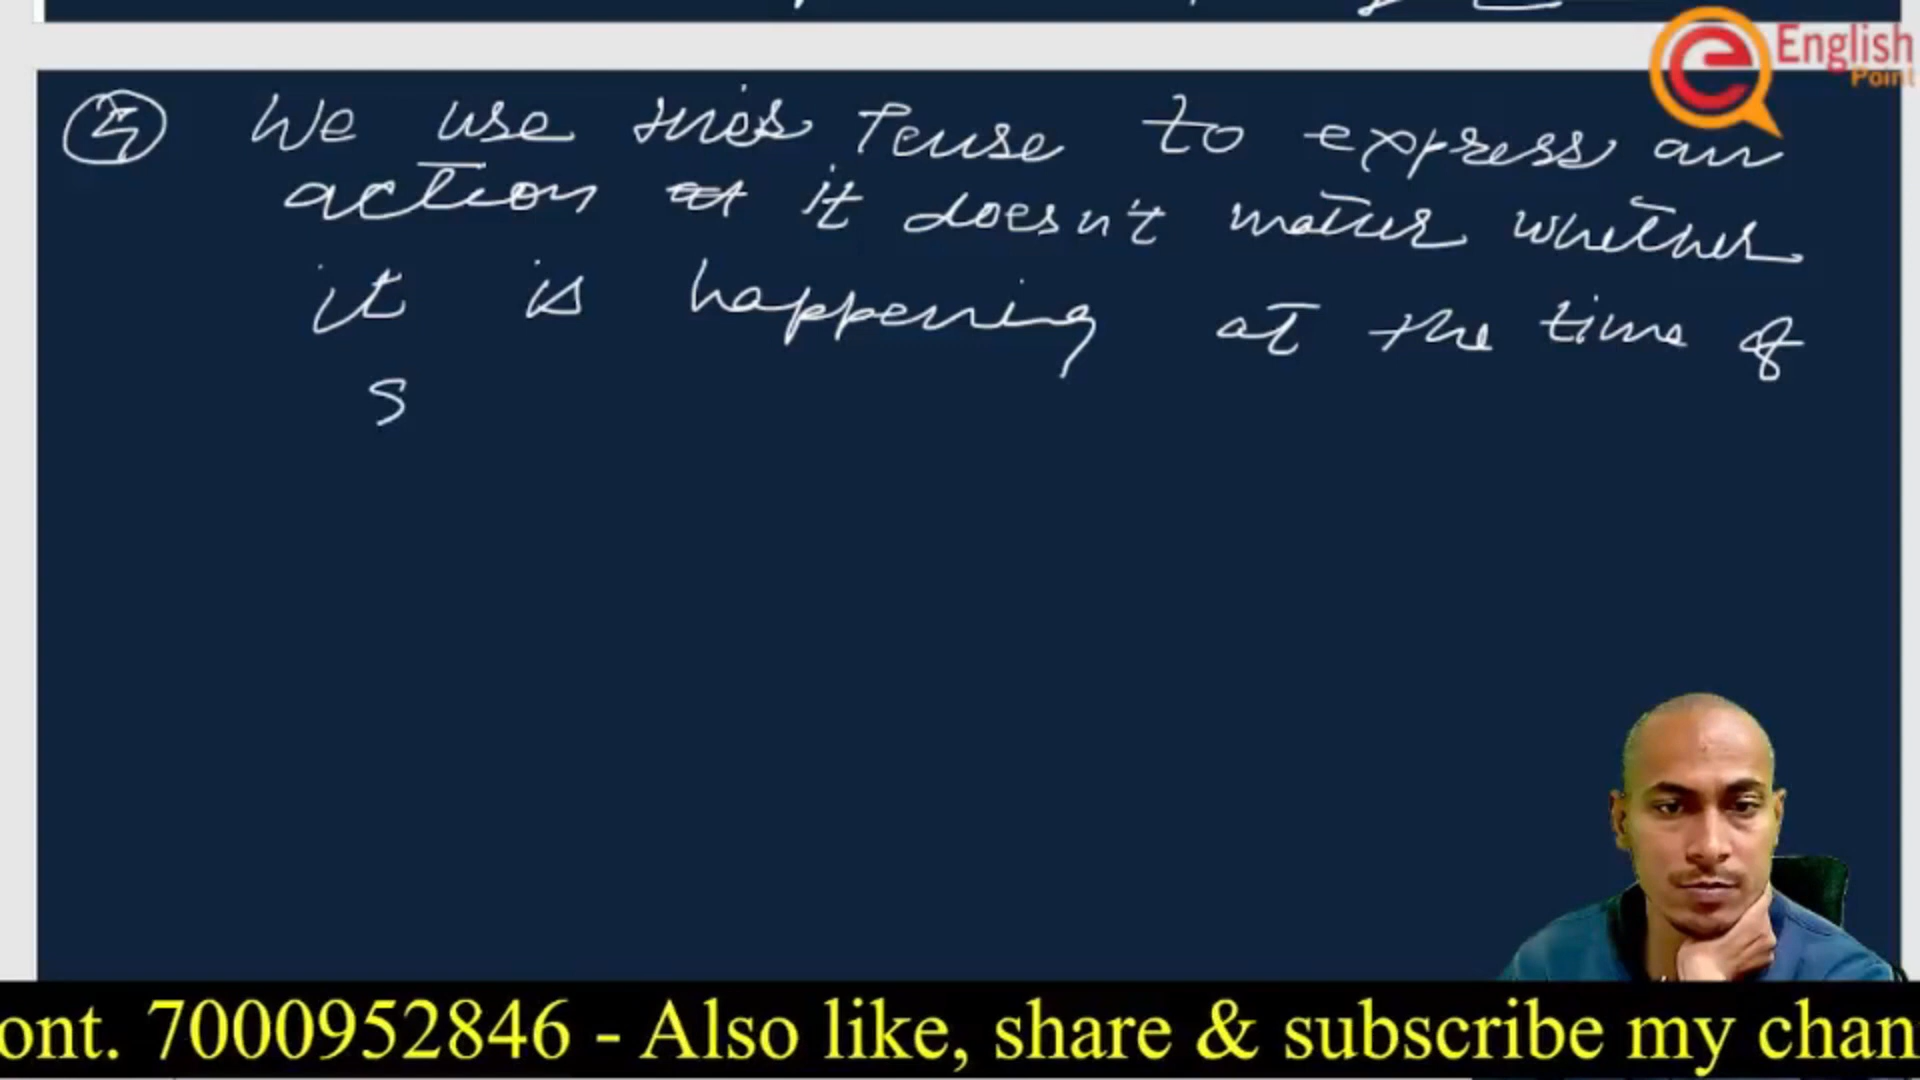 English
Point
② We use this Tense to express an
action it doesn't matter whether
it is happening at the time of
s
ont. 7000952846 - Also like, share & subscribe my chan